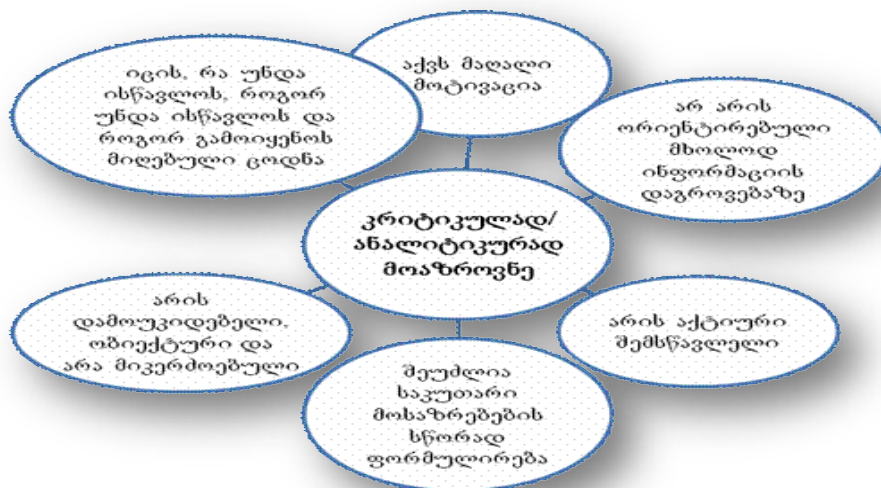 იცის, რა უნდა
ისწავლოს, როგორ
უნდა ისწავლოს და
როგორ გამოიყენოს
მიღებული ცოდნა
აქვს მაღალი
მოტივაცია
არ არის
ორიენტირებული
მხოლოდ
ინფორმაციის
დაგროვებაზე
კრიტიკულად/
ანალიტიკურად
მოაზროვნე
არის
დამოუკიდებელი,
ობიექტური და
არა მიკერძოებული
არის აქტიური
შემსწავლელი
შეუძლია
საკუთარი
მოსაზრებების
სწორად
ფორმულირება